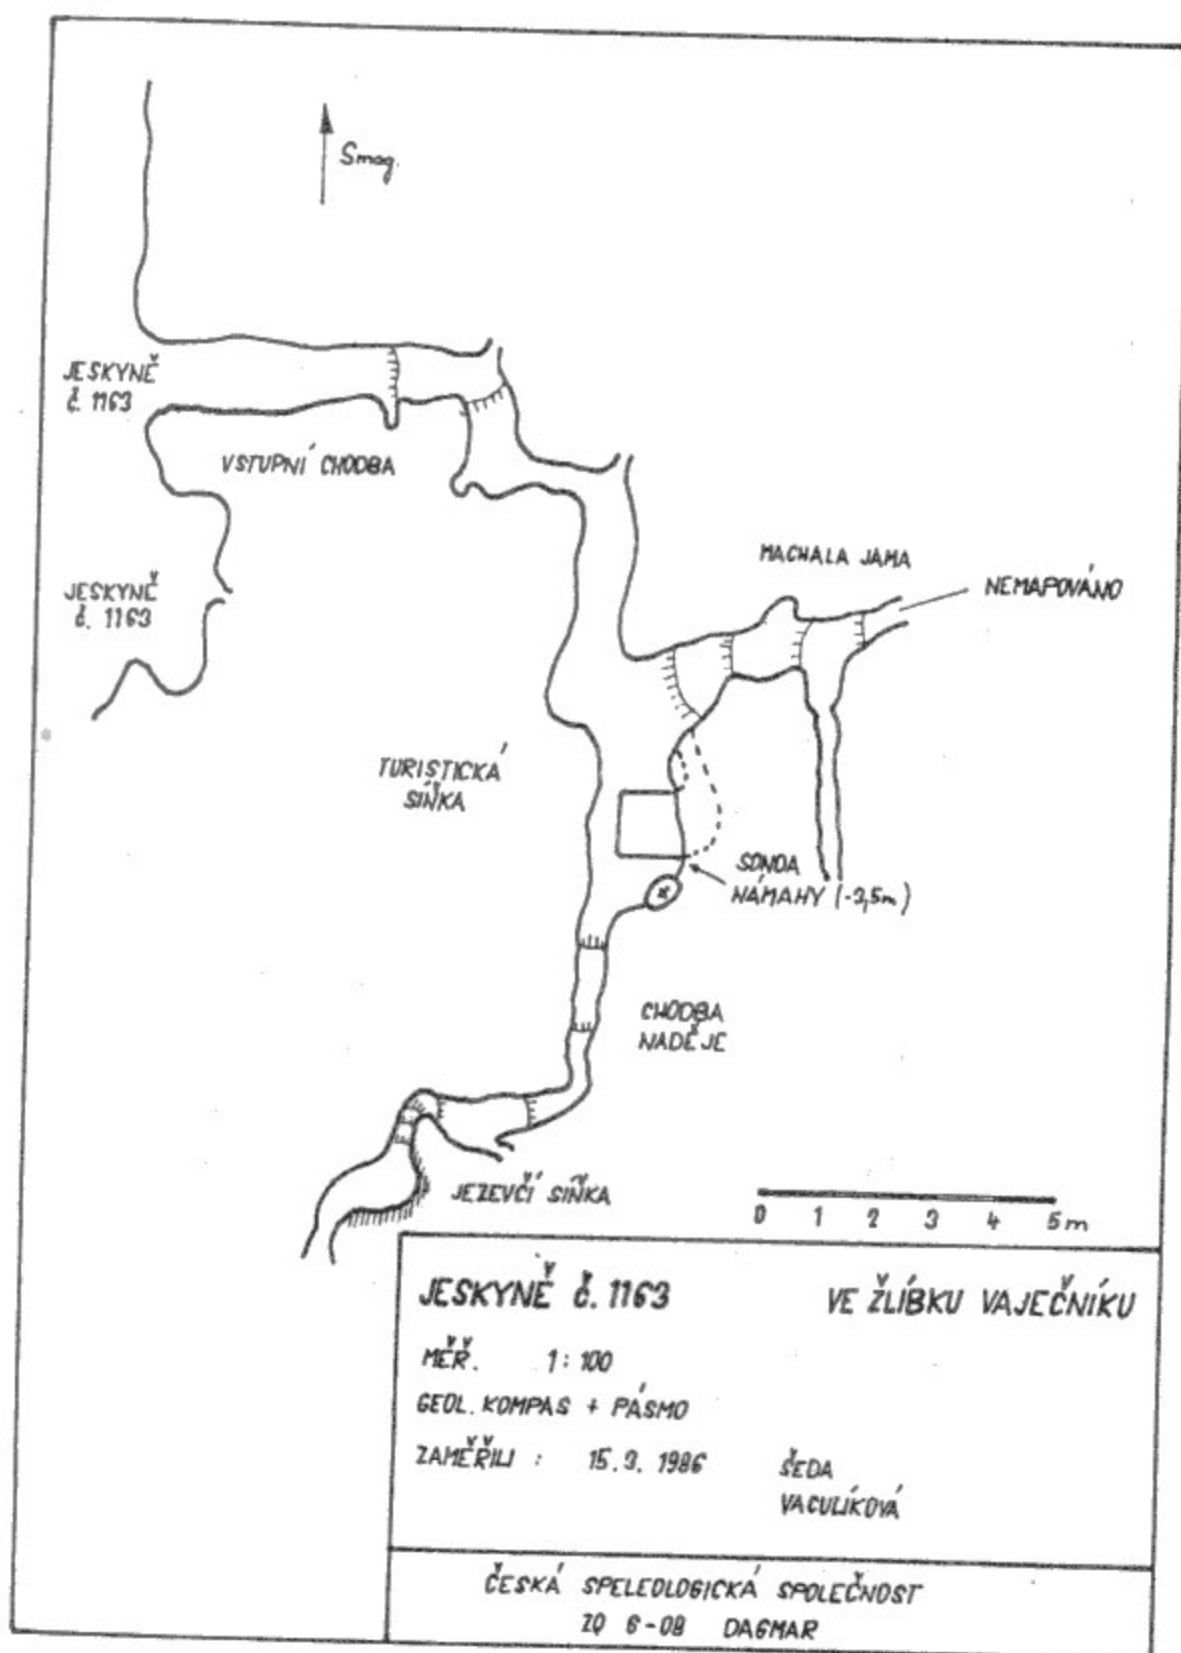 Smag.
JESKYNĚ
č. 1163
VSTUPNÍ CHODBA
MACHALA JAMA
NEMAPOVÁNO
JESKYNĚ
č. 1163
TURISTICKÁ
SÍŇKA
SONDA
NÁMAHY (-3,5m)
CHODBA
NADĚJE
JEZEVČÍ SÍŇKA
0 1 2 3 4 5m
JESKYNĚ č. 1163 VE ŽLÍBKU VAJEČNÍKU
MĚŘ. 1:100
GEOL. KOMPAS + PÁSMO
ZAMĚŘILI : 15.3.1986 ŠEDA
VACULÍKOVÁ
ČESKÁ SPELEOLOGICKÁ SPOLEČNOST
ZO 6-08 DAGMAR